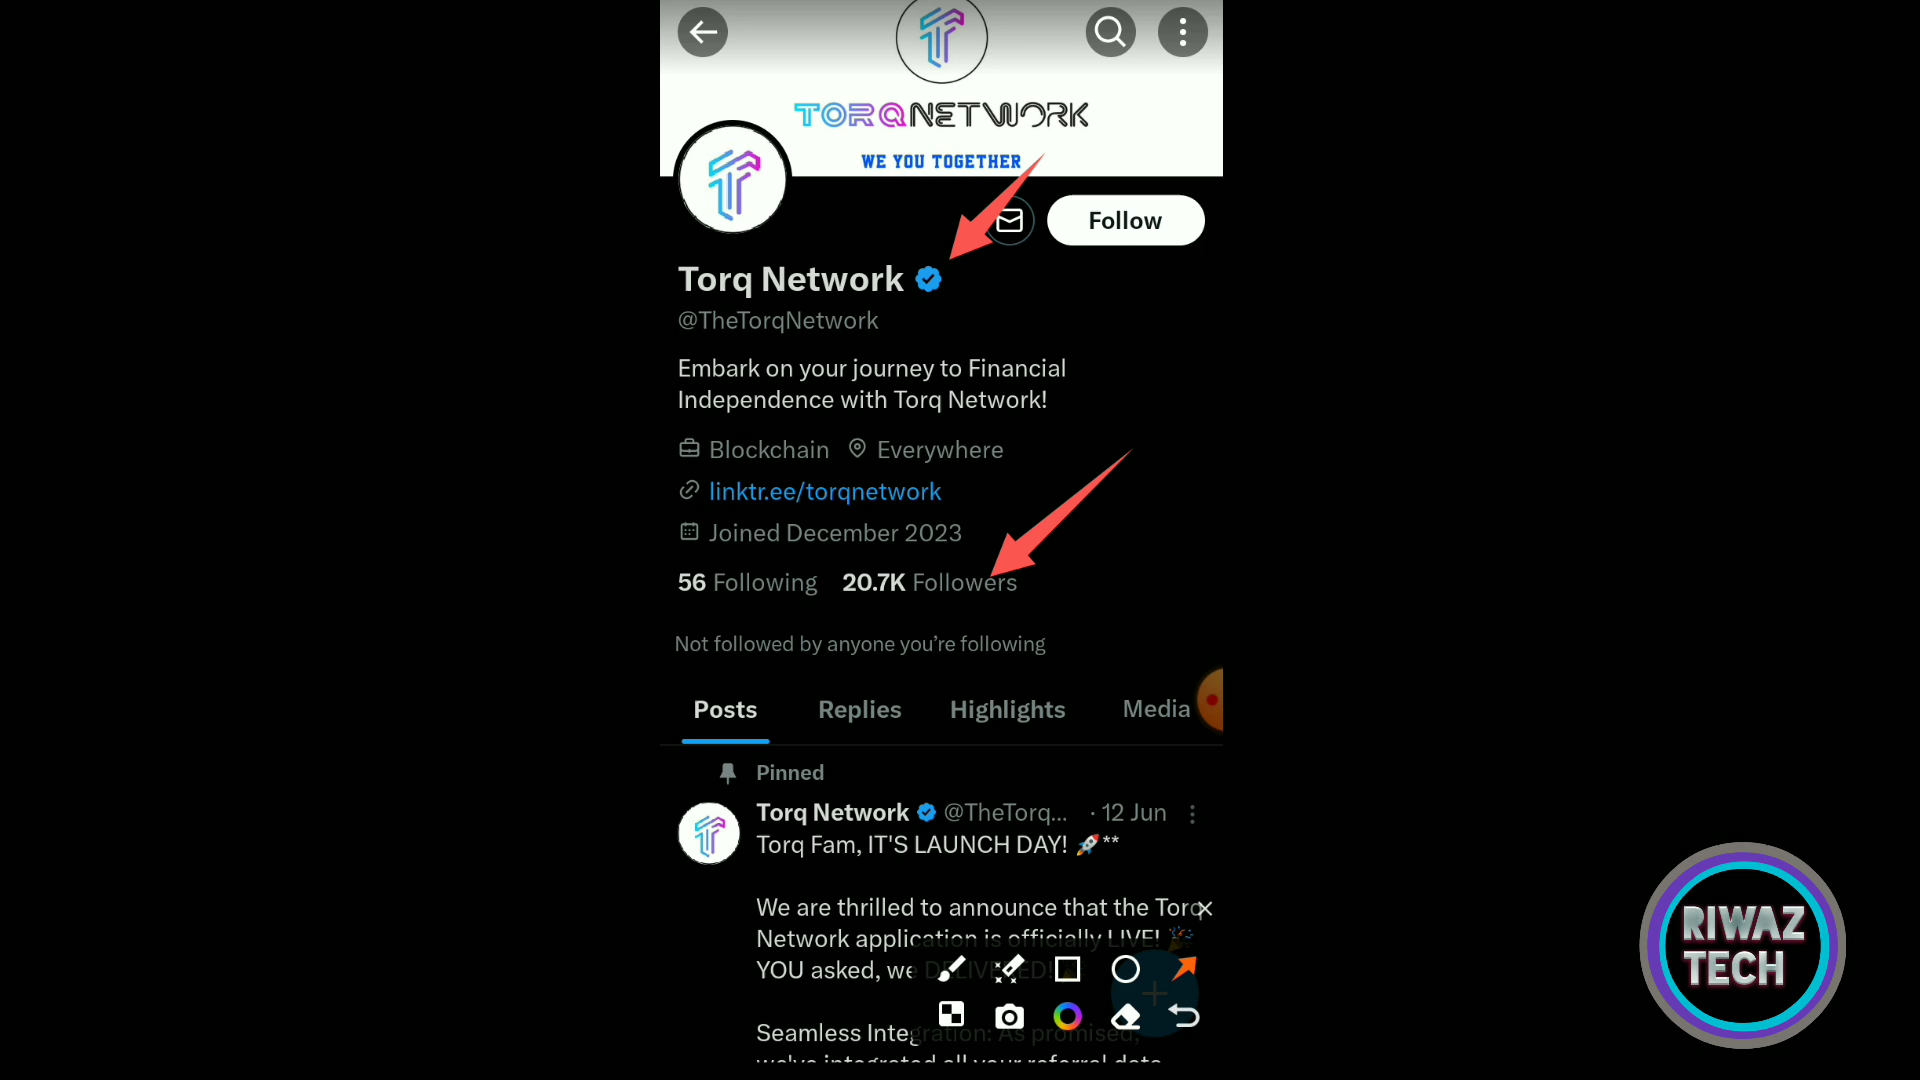 TORQNETWORK
WE YOU TOGETHER
Follow
Torq Network
@TheTorqNetwork
Embark on your journey to Financial
Independence with Torq Network!
Blockchain Everywhere
linktr.ee/torqnetwork
Joined December 2023
56 Following 20.7K Followers
Not followed by anyone you're following
Posts Replies Highlights Media
Pinned
Torq Network @TheTorq... · 12 Jun
Torq Fam, IT'S LAUNCH DAY! 🚀**
We are thrilled to announce that the Torq
Network application is officially LIVE! 🎉
YOU asked, we DELIVERED!
Seamless Integration: As promised,
we've integrated all your referral data
RIWAZ
TECH